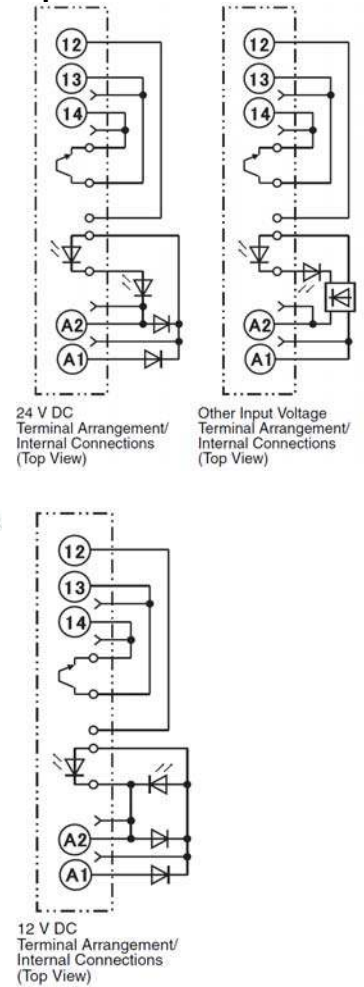 12
13
14
A2
A1
24 V DC
Terminal Arrangement/
Internal Connections
(Top View)
12
13
14
A2
A1
Other Input Voltage
Terminal Arrangement/
Internal Connections
(Top View)
12
13
14
A2
A1
12 V DC
Terminal Arrangement/
Internal Connections
(Top View)